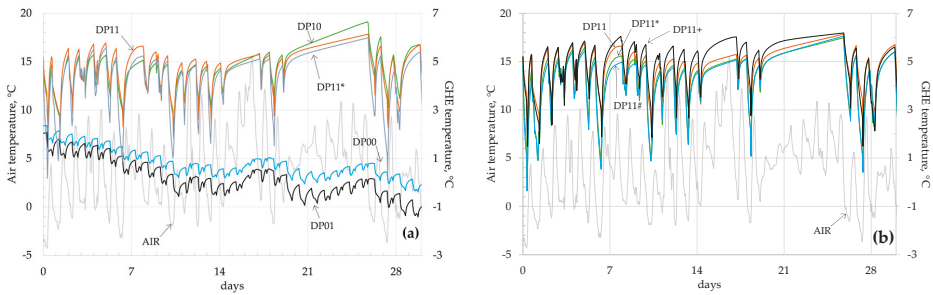 20
15
10
5
0
-5
Air temperature, °C
7
5
3
1
-1
-3
GHE temperature, °C
0
7
14
21
28
days
DP11
DP10
DP11*
DP00
DP01
AIR
(a)
20
15
10
5
0
-5
Air temperature, °C
7
5
3
1
-1
-3
GHE temperature, °C
0
7
14
21
28
days
DP11
DP11*
DP11+
DP11#
AIR
(b)